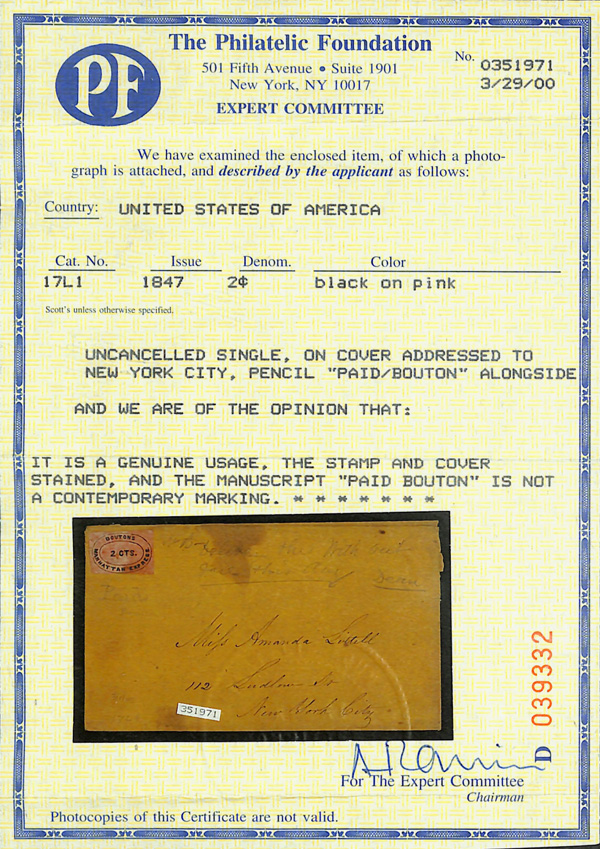 PF
The Philatelic Foundation
501 Fifth Avenue • Suite 1901
New York, NY 10017
EXPERT COMMITTEE
No. 0351971
3/29/00
We have examined the enclosed item, of which a photo-
graph is attached, and described by the applicant as follows:
Country: UNITED STATES OF AMERICA
Cat. No. Issue Denom. Color
17L1 1847 2¢ black on pink
Scott's unless otherwise specified.
UNCANCELLED SINGLE, ON COVER ADDRESSED TO
NEW YORK CITY, PENCIL "PAID/BOUTON" ALONGSIDE
AND WE ARE OF THE OPINION THAT:
IT IS A GENUINE USAGE, THE STAMP AND COVER
STAINED, AND THE MANUSCRIPT "PAID BOUTON" IS NOT
A CONTEMPORARY MARKING. * * * * * * *
BOUTON'S
2 CTS.
MANHATTAN EXPRESS
Paid
Miss Amanda Littell
112 Ludlow St
New York City
351971
D 039332
For The Expert Committee
Chairman
Photocopies of this Certificate are not valid.